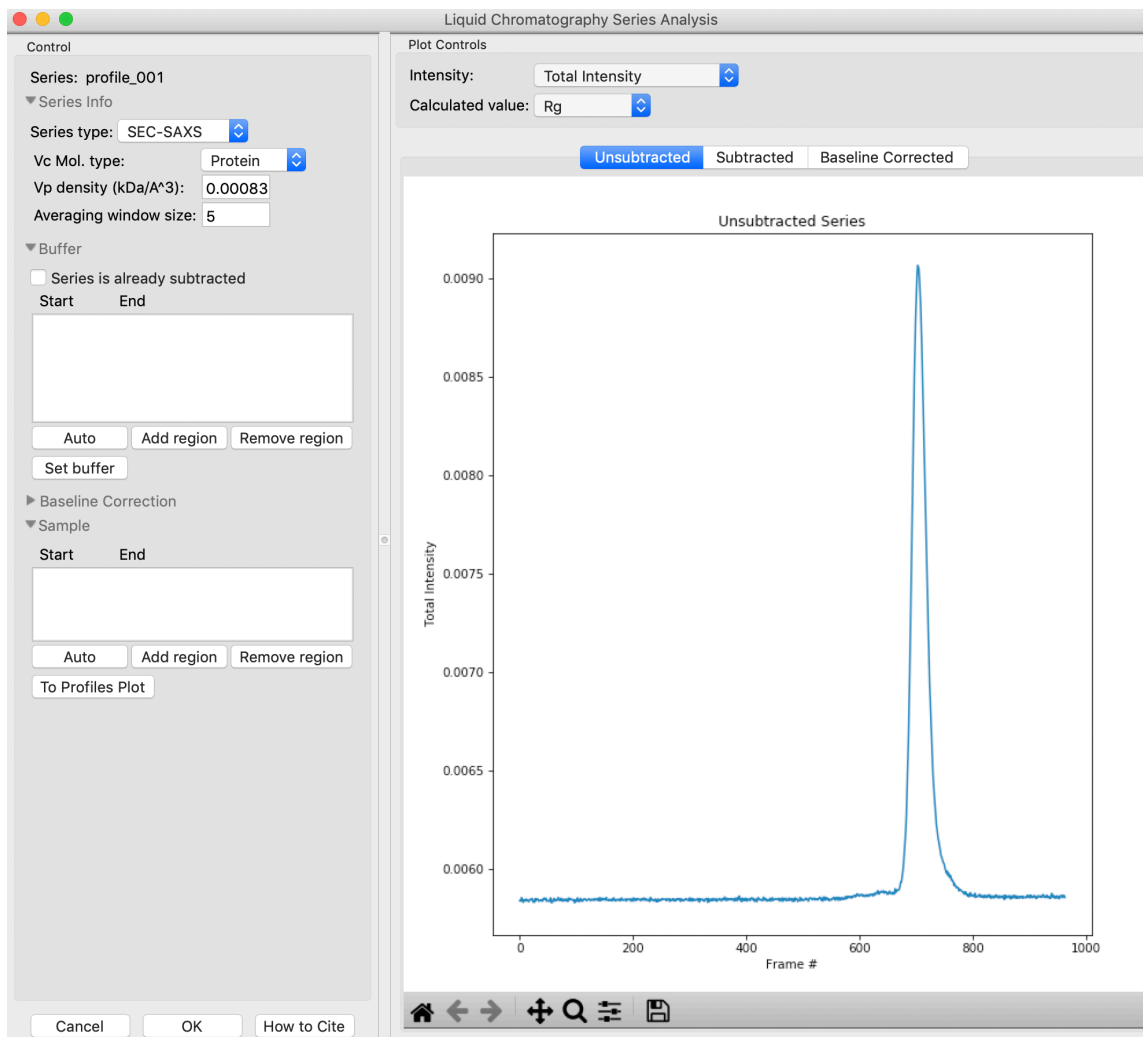 Liquid Chromatography Series Analysis
Control
Series: profile_001
Series Info
Series type: SEC-SAXS
Vc Mol. type: Protein
Vp density (kDa/A^3): 0.00083
Averaging window size: 5
Buffer
Series is already subtracted
Start End
Auto Add region Remove region
Set buffer
Baseline Correction
Sample
Start End
Auto Add region Remove region
To Profiles Plot
Cancel OK How to Cite
Plot Controls
Intensity: Total Intensity
Calculated value: Rg
Unsubtracted Subtracted Baseline Corrected
Unsubtracted Series
0.0090
0.0085
0.0080
0.0075
0.0070
0.0065
0.0060
Total Intensity
0 200 400 600 800 1000
Frame #